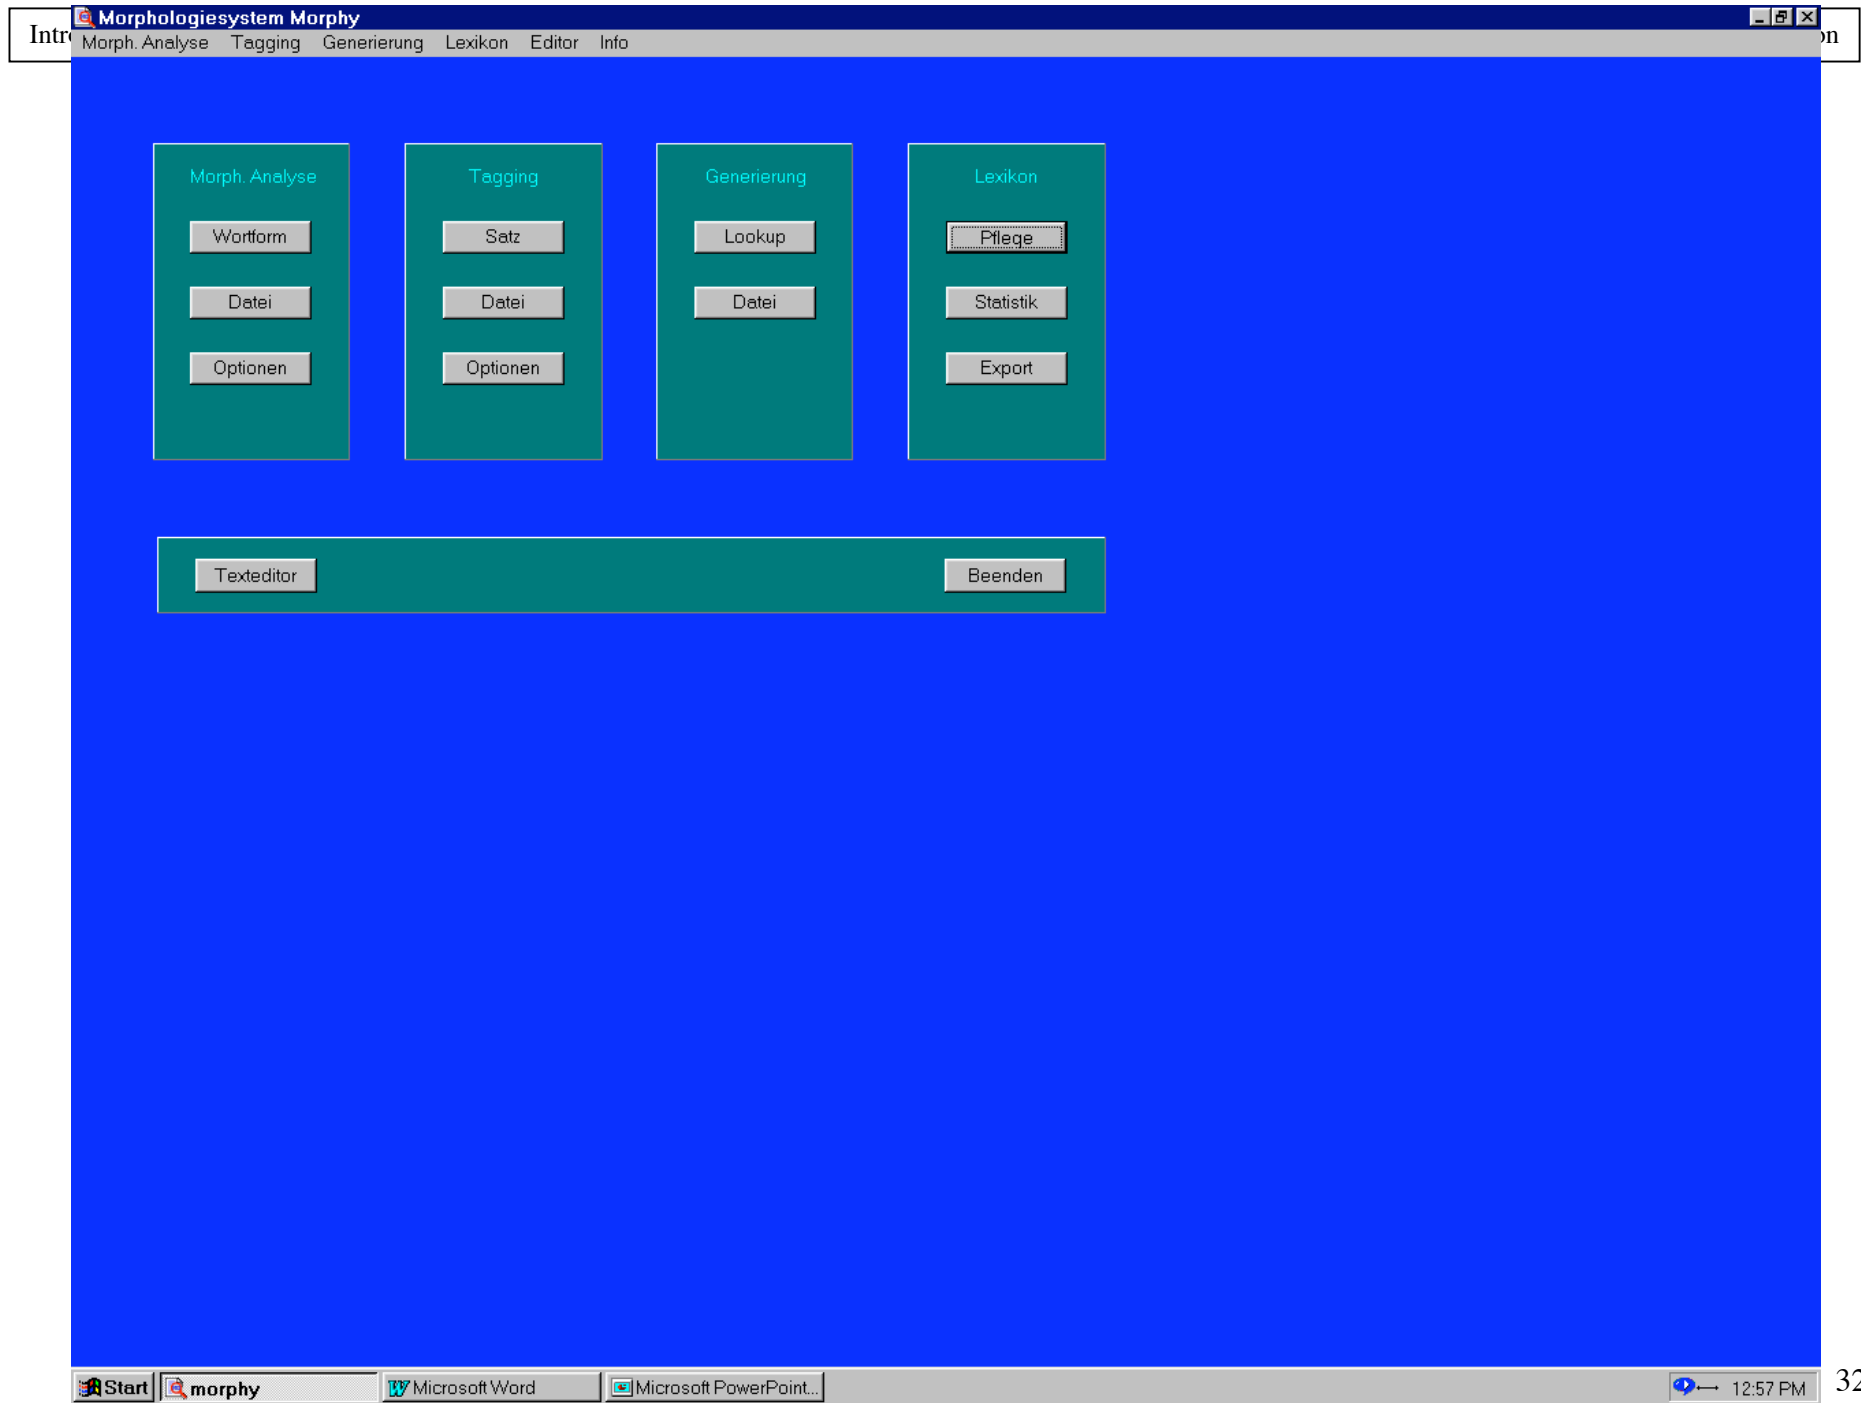 Morphologiesystem Morphy
Intr on
Morph. Analyse Tagging Generierung Lexikon Editor Info
Morph. Analyse Tagging Generierung Lexikon
Wortform Satz Lookup Pflege
Datei Datei Datei Statistik
Optionen Optionen Export
Texteditor Beenden
Start morphy Microsoft Word Microsoft PowerPoint... 12:57 PM 32